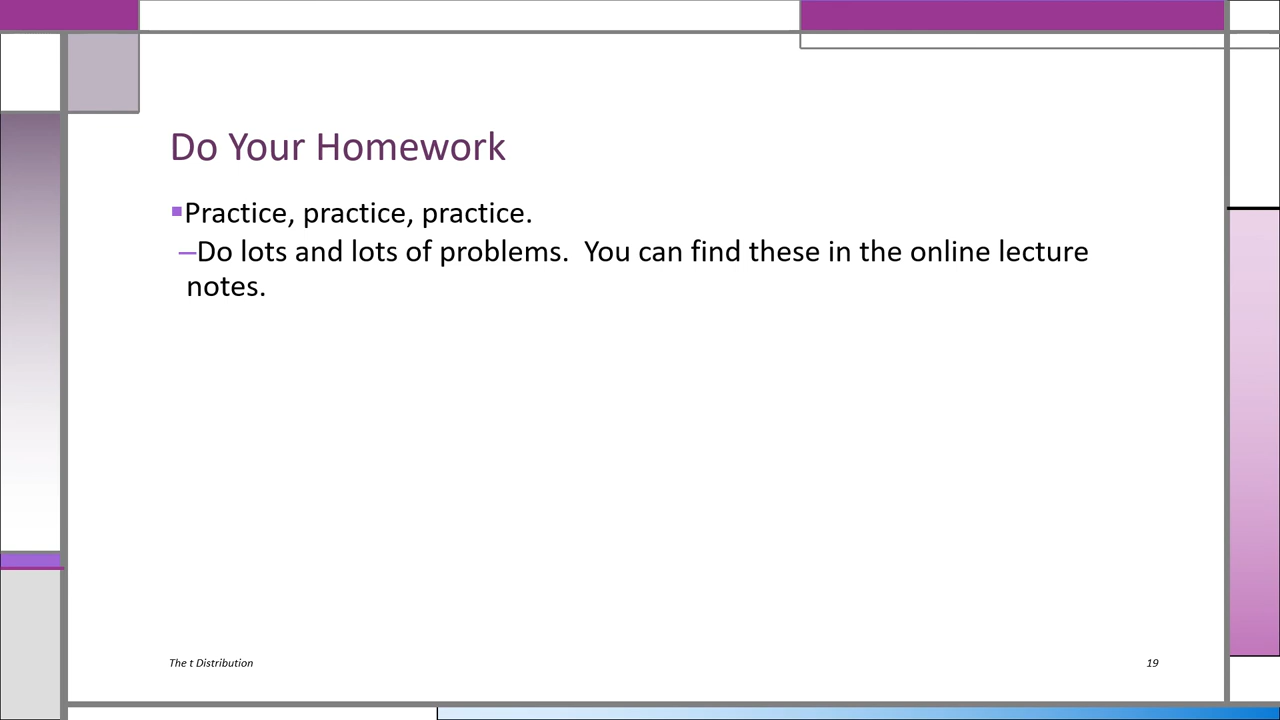 Do Your Homework
▪Practice, practice, practice.
–Do lots and lots of problems.  You can find these in the online lecture
notes.
The t Distribution
19